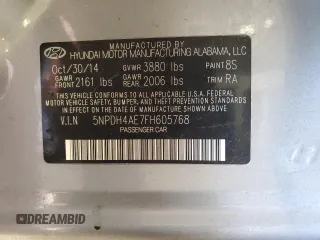 MANUFACTURED BY
HYUNDAI MOTOR MANUFACTURING ALABAMA, LLC
Oct/30/14 GVWR 3880 lbs PAINT 8S
GAWR FRONT 2161 lbs GAWR REAR 2006 lbs TRIM RA
THIS VEHICLE CONFORMS TO ALL APPLICABLE FEDERAL MOTOR VEHICLE
SAFETY, BUMPER, AND THEFT PREVENTION STANDARDS IN EFFECT ON
THE DATE OF MANUFACTURE SHOWN ABOVE.
V.I.N 5NPDH4AE7FH605768
PASSENGER CAR
© DREAMBID